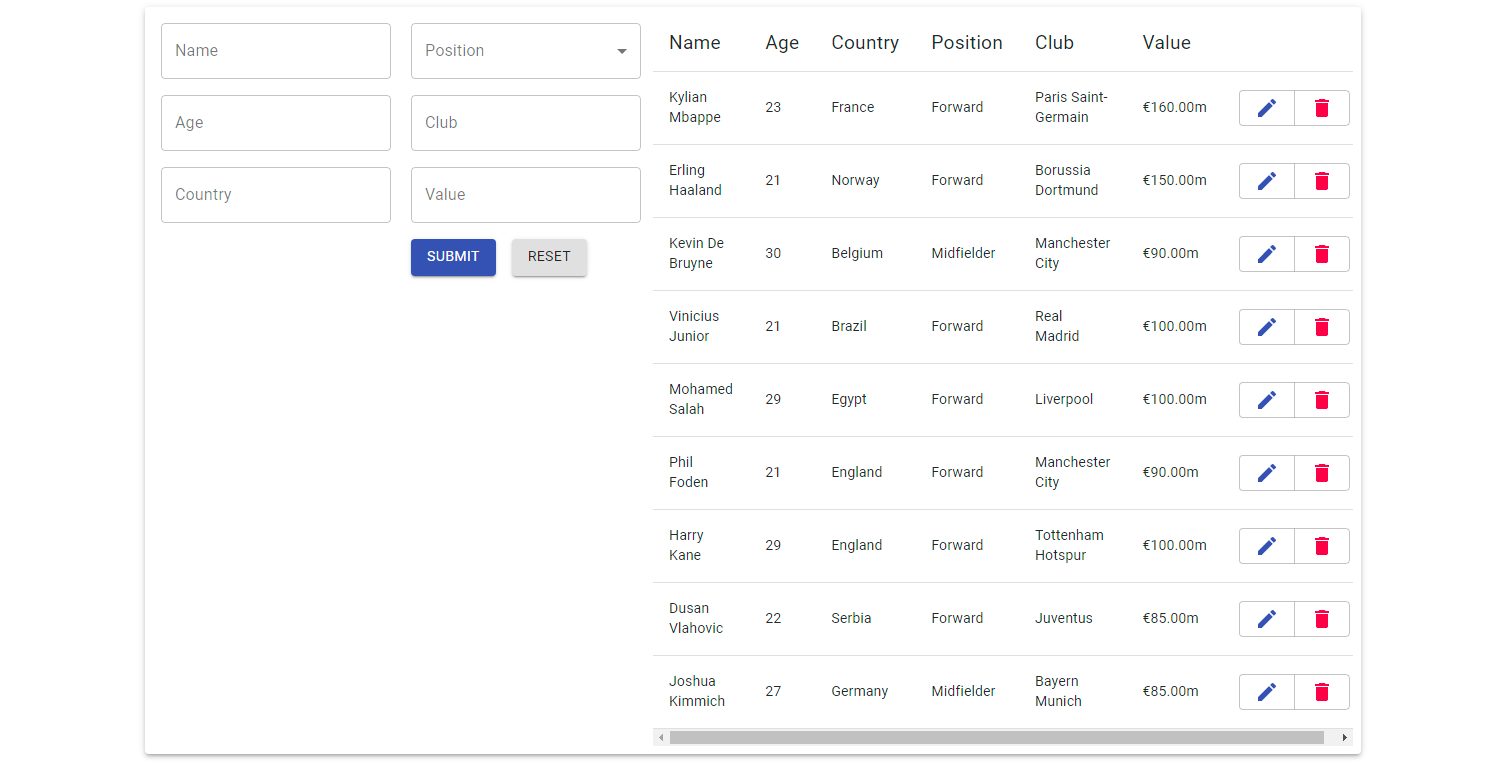 Name
Position
Age
Club
Country
Value
SUBMIT
RESET
Name Age Country Position Club Value
Kylian
Mbappe
23
France
Forward
Paris Saint-
Germain
€160.00m
Erling
Haaland
21
Norway
Forward
Borussia
Dortmund
€150.00m
Kevin De
Bruyne
30
Belgium
Midfielder
Manchester
City
€90.00m
Vinicius
Junior
21
Brazil
Forward
Real
Madrid
€100.00m
Mohamed
Salah
29
Egypt
Forward
Liverpool
€100.00m
Phil
Foden
21
England
Forward
Manchester
City
€90.00m
Harry
Kane
29
England
Forward
Tottenham
Hotspur
€100.00m
Dusan
Vlahovic
22
Serbia
Forward
Juventus
€85.00m
Joshua
Kimmich
27
Germany
Midfielder
Bayern
Munich
€85.00m